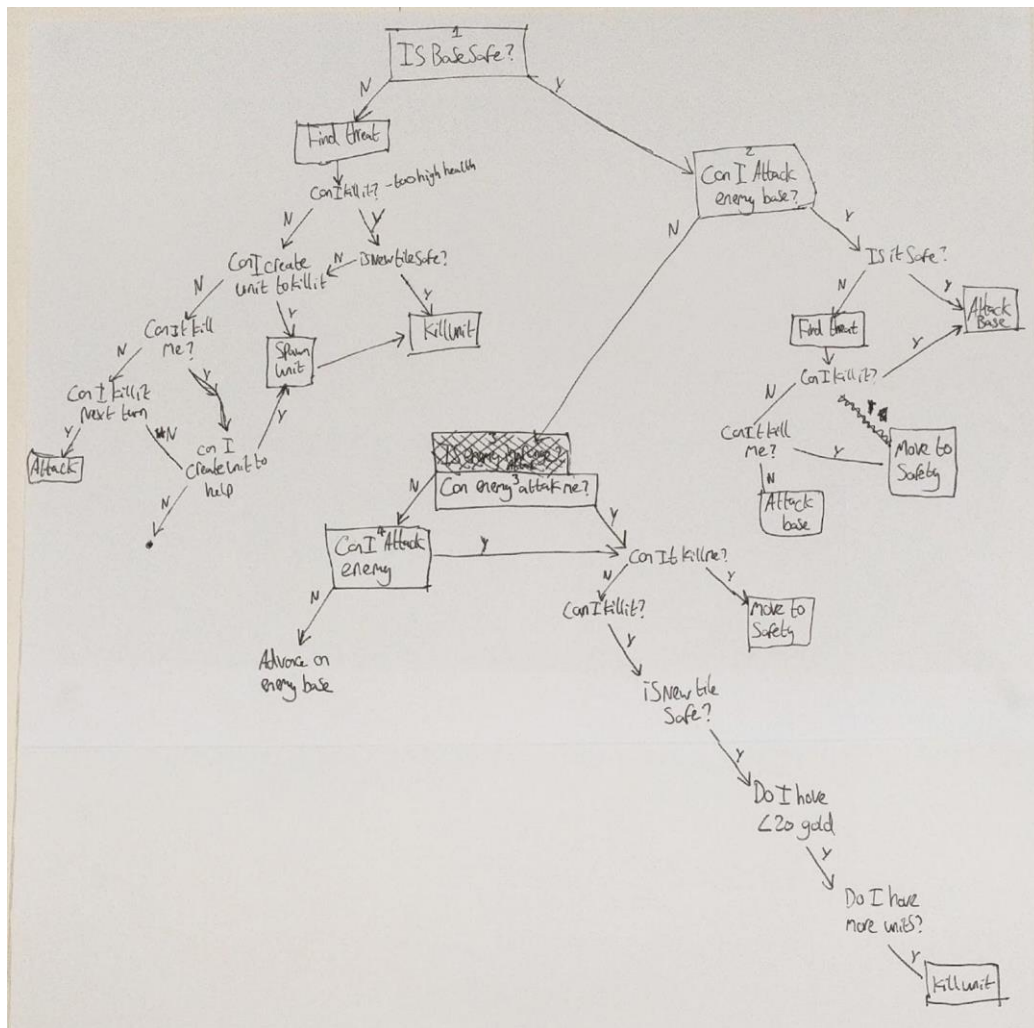 1
IS Base Safe?
N
Y
Find threat
Can I kill it? - too high health
N
Y
Can I create
unit to kill it
N
is New tile Safe?
N
Y
Y
Can It kill
Me?
Spawn
unit
Kill unit
N
Y
Can I kill it
Next turn
Y
N
Y
Attack
can I
Create unit to
help
N
2
Can I Attack
enemy base?
N
Y
Is it Safe?
N
Y
Find threat
Attack
Base
Y
Can I kill it?
N
Can It kill
Me?
Y
Move to
Safety
N
Attack
base
3
Can enemy attack me?
N
Y
4
Can I Attack
enemy
Y
N
Advance on
enemy base
Can It kill me?
N
Y
Can I kill it?
Move to
Safety
Y
is New tile
Safe?
Y
Do I have
<20 gold
Y
Do I have
more units?
Y
Kill unit